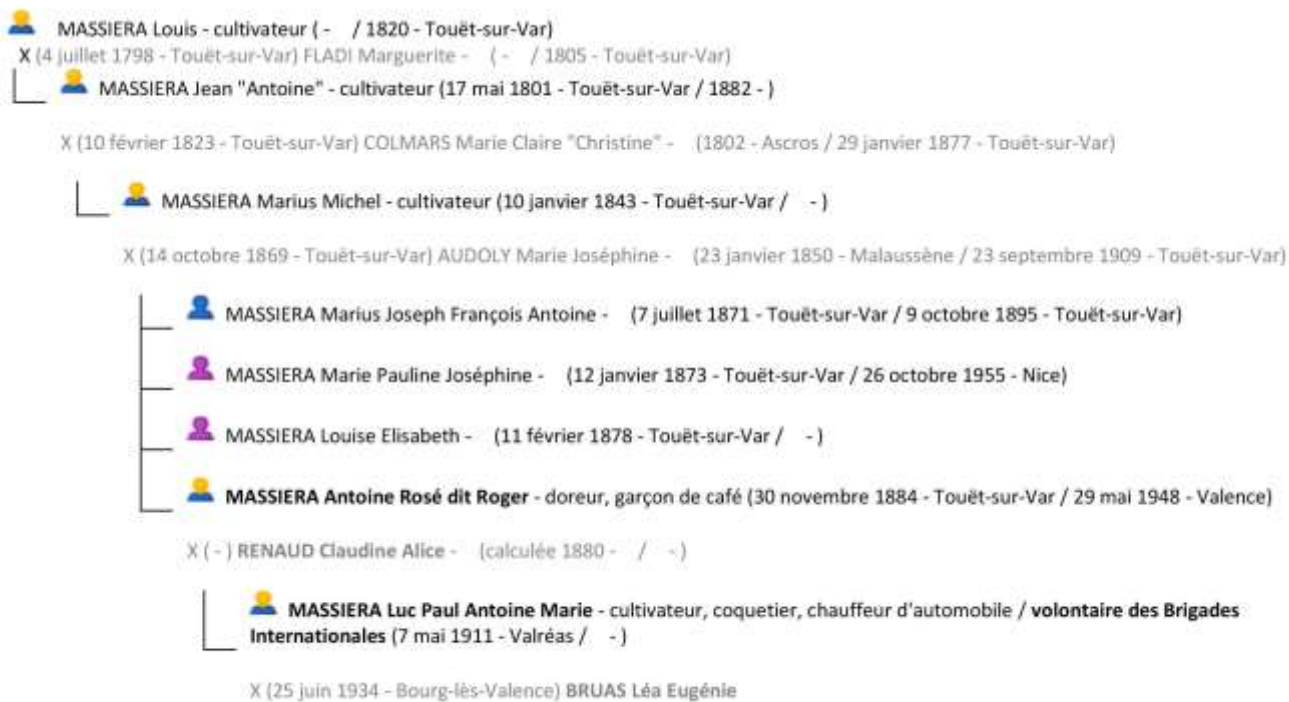 MASSIERA Louis - cultivateur ( -    / 1820 - Touët-sur-Var)
X (4 juillet 1798 - Touët-sur-Var) FLADI Marguerite -    ( -    / 1805 - Touët-sur-Var)
MASSIERA Jean "Antoine" - cultivateur (17 mai 1801 - Touët-sur-Var / 1882 - )
X (10 février 1823 - Touët-sur-Var) COLMARS Marie Claire "Christine" -    (1802 - Ascros / 29 janvier 1877 - Touët-sur-Var)
MASSIERA Marius Michel - cultivateur (10 janvier 1843 - Touët-sur-Var /    - )
X (14 octobre 1869 - Touët-sur-Var) AUDOLY Marie Joséphine -    (23 janvier 1850 - Malaussène / 23 septembre 1909 - Touët-sur-Var)
MASSIERA Marius Joseph François Antoine -    (7 juillet 1871 - Touët-sur-Var / 9 octobre 1895 - Touët-sur-Var)
MASSIERA Marie Pauline Joséphine -    (12 janvier 1873 - Touët-sur-Var / 26 octobre 1955 - Nice)
MASSIERA Louise Elisabeth -    (11 février 1878 - Touët-sur-Var /    - )
MASSIERA Antoine Rosé dit Roger - doreur, garçon de café (30 novembre 1884 - Touët-sur-Var / 29 mai 1948 - Valence)
X ( - ) RENAUD Claudine Alice -    (calculée 1880 -    /    - )
MASSIERA Luc Paul Antoine Marie - cultivateur, coquetier, chauffeur d'automobile / volontaire des Brigades
Internationales (7 mai 1911 - Valréas /    - )
X (25 juin 1934 - Bourg-lès-Valence) BRUAS Léa Eugénie